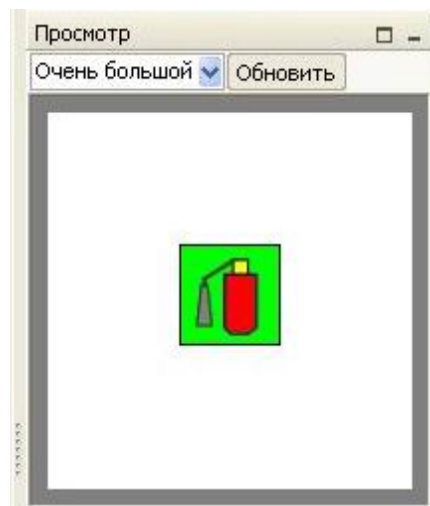 Просмотр
Очень большой Обновить